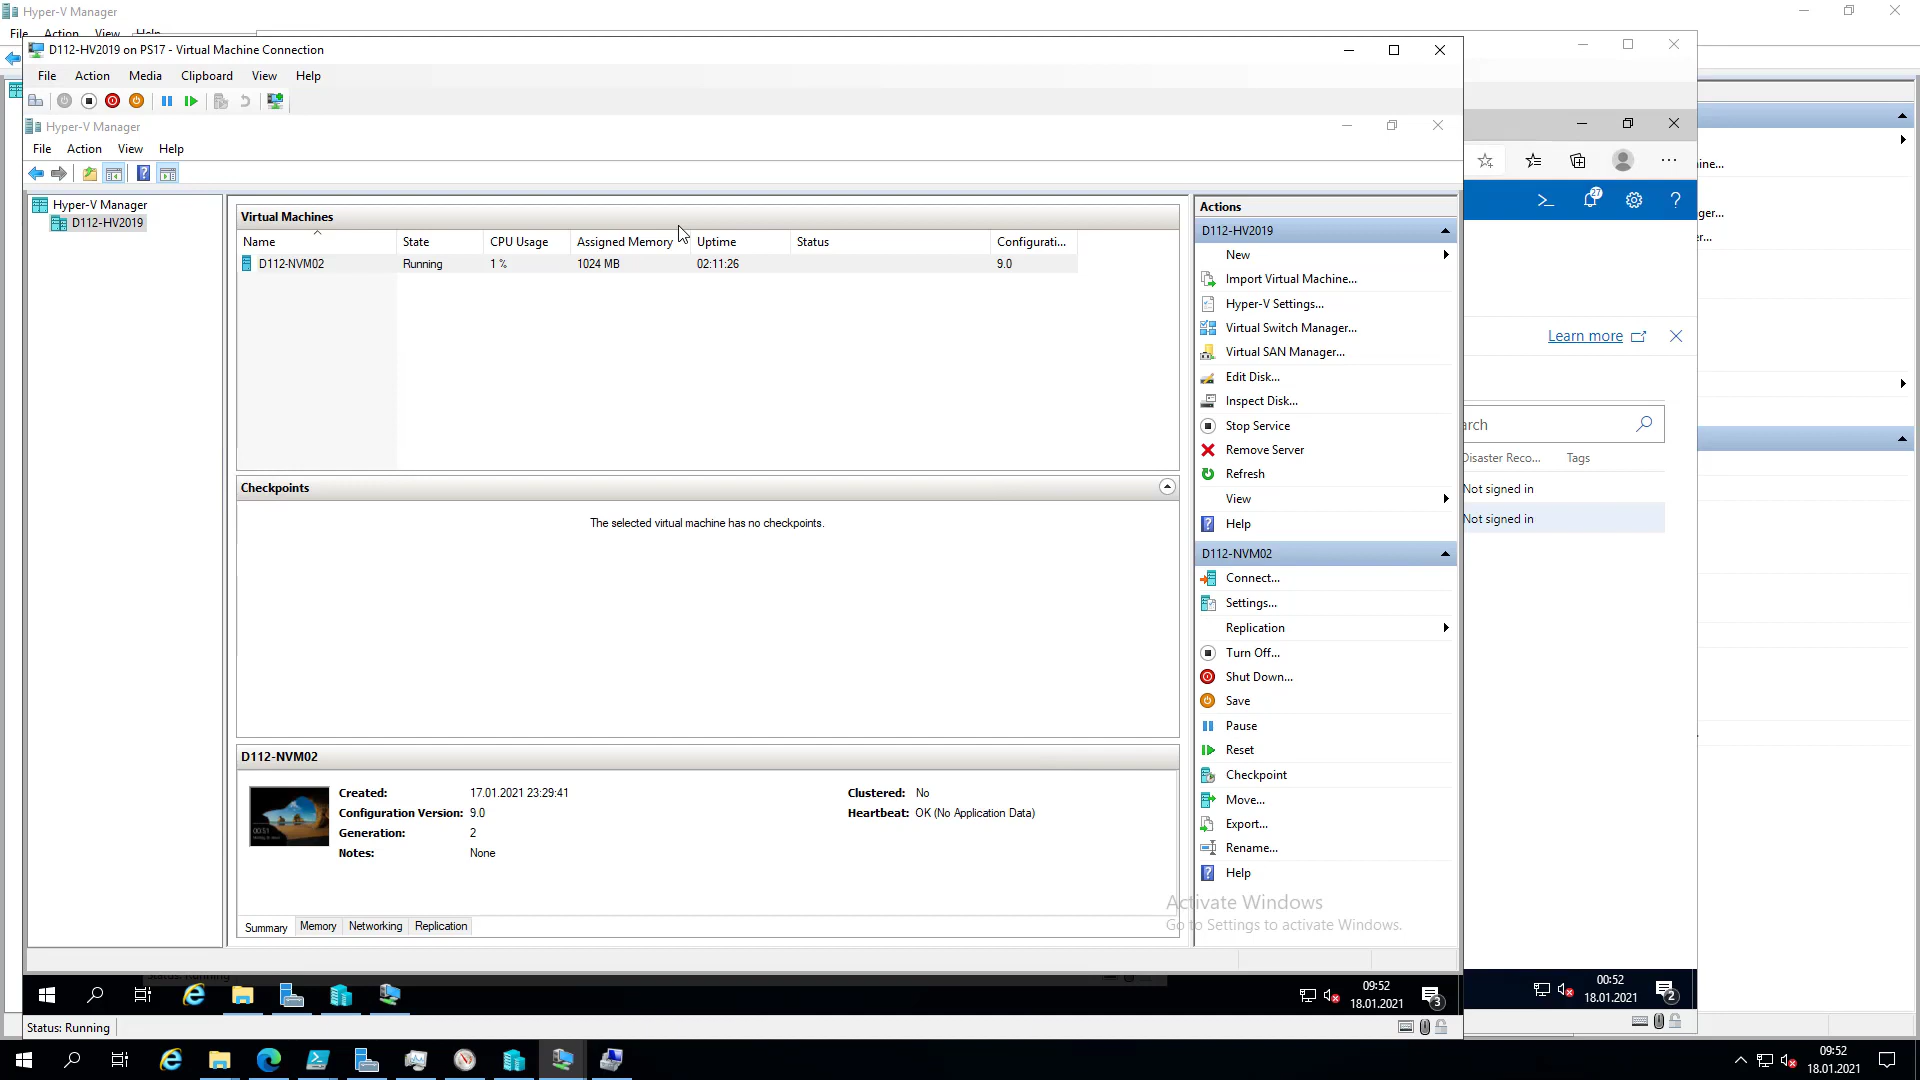 Hyper-V Manager
File Action View Help
D112-HV2019 on PS17 - Virtual Machine Connection
File Action Media Clipboard View Help
Hyper-V Manager
File Action View Help
Hyper-V Manager
D112-HV2019
Virtual Machines
Name State CPU Usage Assigned Memory Uptime Status Configurati...
D112-NVM02 Running 1 % 1024 MB 02:11:26 9.0
Checkpoints
The selected virtual machine has no checkpoints.
D112-NVM02
Created: 17.01.2021 23:29:41
Configuration Version: 9.0
Generation: 2
Notes: None
Clustered: No
Heartbeat: OK (No Application Data)
Summary Memory Networking Replication
Actions
D112-HV2019
New
Import Virtual Machine...
Hyper-V Settings...
Virtual Switch Manager...
Virtual SAN Manager...
Edit Disk...
Inspect Disk...
Stop Service
Remove Server
Refresh
View
Help
D112-NVM02
Connect...
Settings...
Replication
Turn Off...
Shut Down...
Save
Pause
Reset
Checkpoint
Move...
Export...
Rename...
Help
Activate Windows
Go to Settings to activate Windows.
27
Learn more
arch
Disaster Reco... Tags
Not signed in
Not signed in
ine...
ger...
r...
09:52
18.01.2021
3
00:52
18.01.2021
2
Status: Running
09:52
18.01.2021